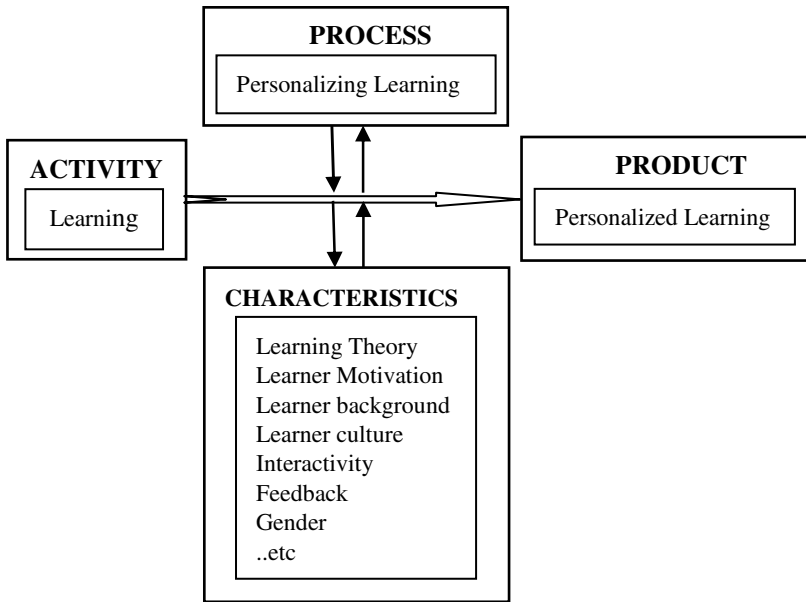 PROCESS
Personalizing Learning
ACTIVITY
Learning
PRODUCT
Personalized Learning
CHARACTERISTICS
Learning Theory
Learner Motivation
Learner background
Learner culture
Interactivity
Feedback
Gender
..etc